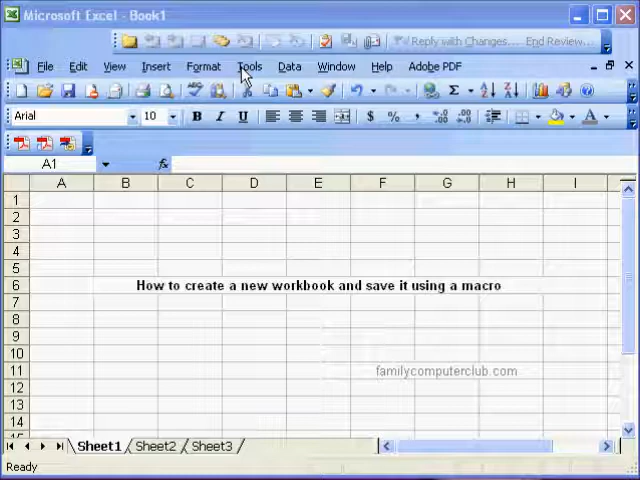 Microsoft Excel - Book1
Reply with Changes... End Review...
File Edit View Insert Format Tools Data Window Help Adobe PDF
Arial 10 B I U $ % ,
A1 fx
A B C D E F G H I
1
2
3
4
5
6 How to create a new workbook and save it using a macro
7
8
9
10
11 familycomputerclub.com
12
13
14
Sheet1 Sheet2 Sheet3
Ready